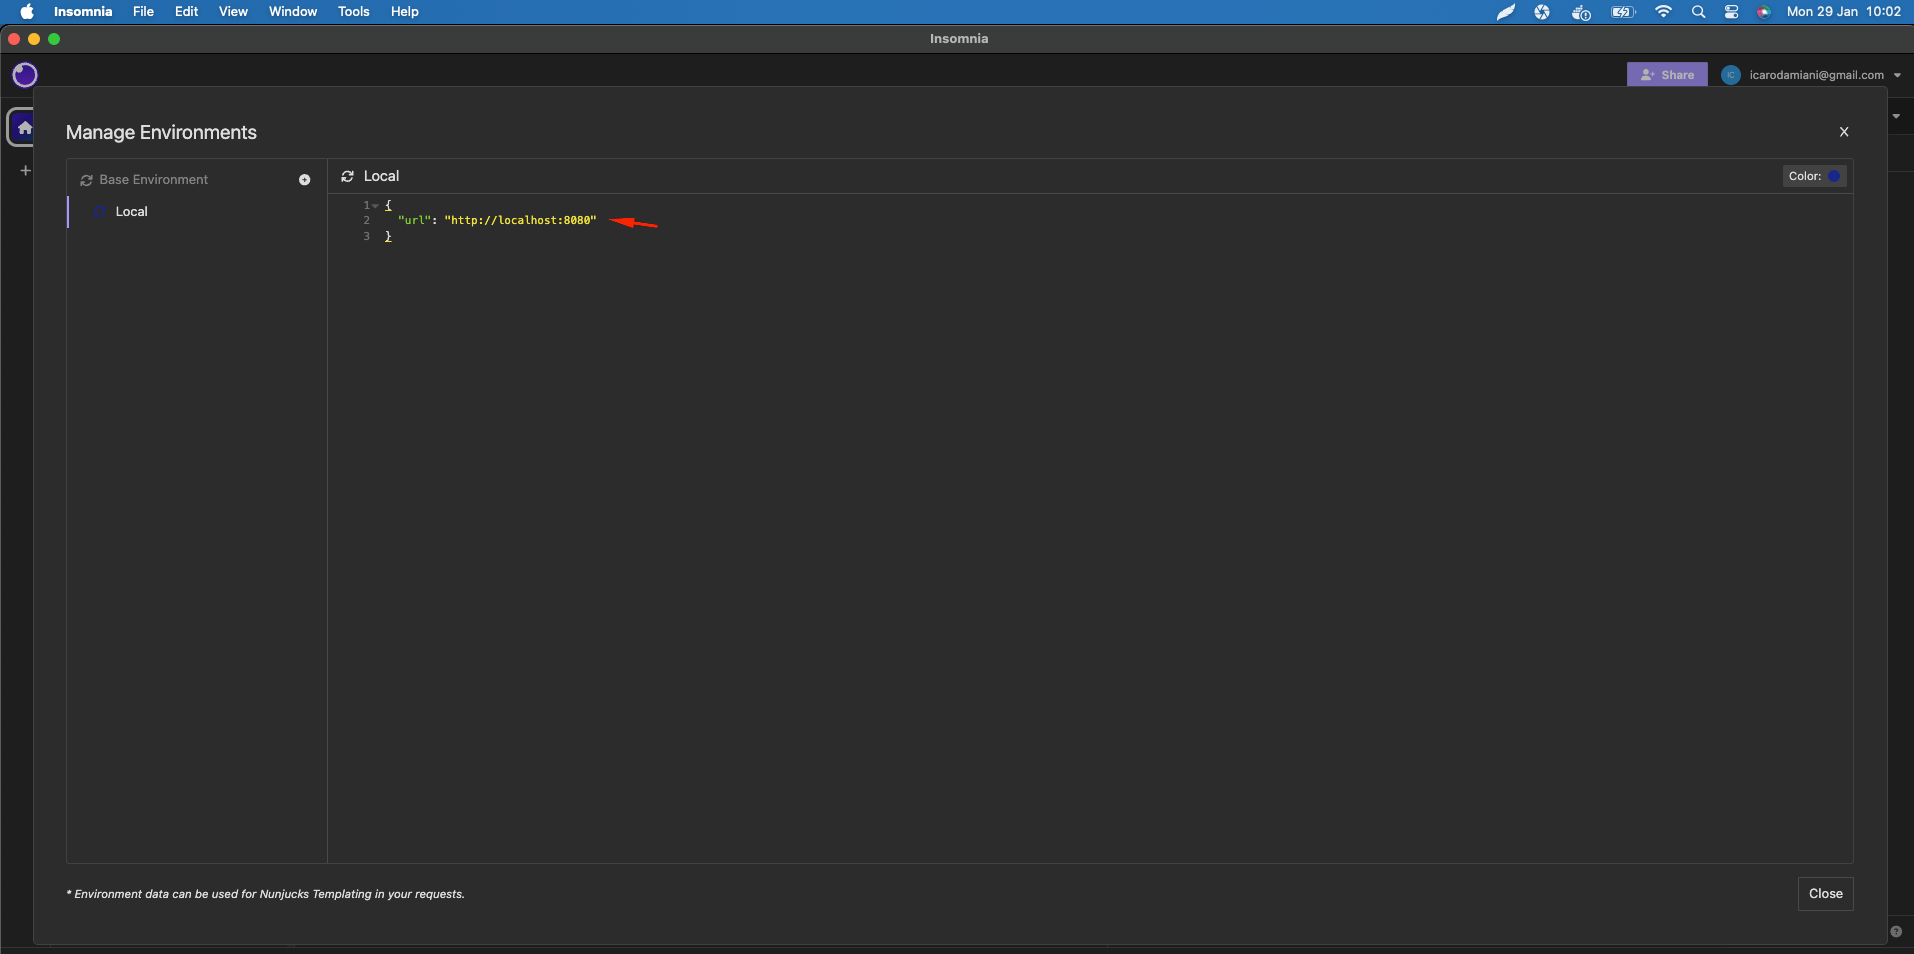 Insomnia File Edit View Window Tools Help Mon 29 Jan 10:02
Insomnia
Share IC icarodamiani@gmail.com
Manage Environments X
Base Environment
Local
Local Color:
1 {
2 "url": "http://localhost:8080"
3 }
* Environment data can be used for Nunjucks Templating in your requests.
Close